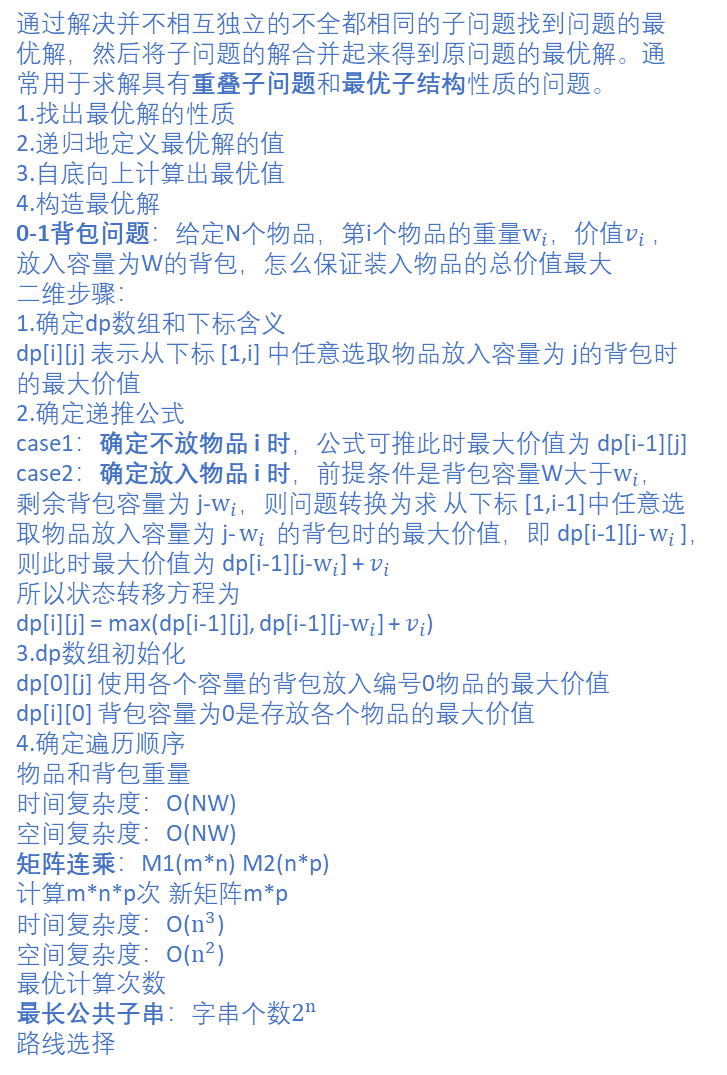 通过解决并不相互独立的不全都相同的子问题找到问题的最
优解，然后将子问题的解合并起来得到原问题的最优解。通
常用于求解具有重叠子问题和最优子结构性质的问题。
1.找出最优解的性质
2.递归地定义最优解的值
3.自底向上计算出最优值
4.构造最优解
0-1背包问题：给定N个物品，第i个物品的重量wᵢ，价值vᵢ，
放入容量为W的背包，怎么保证装入物品的总价值最大
二维步骤：
1.确定dp数组和下标含义
dp[i][j] 表示从下标 [1,i] 中任意选取物品放入容量为 j的背包时
的最大价值
2.确定递推公式
case1：确定不放物品 i 时，公式可推此时最大价值为 dp[i-1][j]
case2：确定放入物品 i 时，前提条件是背包容量W大于wᵢ，
剩余背包容量为 j-wᵢ，则问题转换为求 从下标 [1,i-1]中任意选
取物品放入容量为 j- wᵢ 的背包时的最大价值，即 dp[i-1][j- wᵢ ]，
则此时最大价值为 dp[i-1][j-wᵢ] + vᵢ
所以状态转移方程为
dp[i][j] = max(dp[i-1][j], dp[i-1][j-wᵢ] + vᵢ)
3.dp数组初始化
dp[0][j] 使用各个容量的背包放入编号0物品的最大价值
dp[i][0] 背包容量为0是存放各个物品的最大价值
4.确定遍历顺序
物品和背包重量
时间复杂度：O(NW)
空间复杂度：O(NW)
矩阵连乘：M1(m*n) M2(n*p)
计算m*n*p次 新矩阵m*p
时间复杂度：O(n³)
空间复杂度：O(n²)
最优计算次数
最长公共子串：字串个数2ⁿ
路线选择